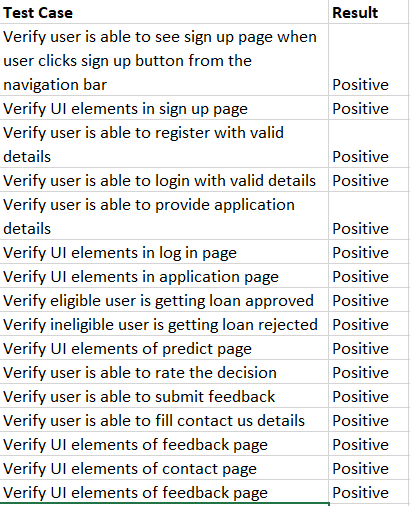 Test Case Result
Verify user is able to see sign up page when
user clicks sign up button from the
navigation bar Positive
Verify UI elements in sign up page Positive
Verify user is able to register with valid
details Positive
Verify user is able to login with valid details Positive
Verify user is able to provide application
details Positive
Verify UI elements in log in page Positive
Verify UI elements in application page Positive
Verify eligible user is getting loan approved Positive
Verify ineligible user is getting loan rejected Positive
Verify UI elements of predict page Positive
Verify user is able to rate the decision Positive
Verify user is able to submit feedback Positive
Verify user is able to fill contact us details Positive
Verify UI elements of feedback page Positive
Verify UI elements of contact page Positive
Verify UI elements of feedback page Positive